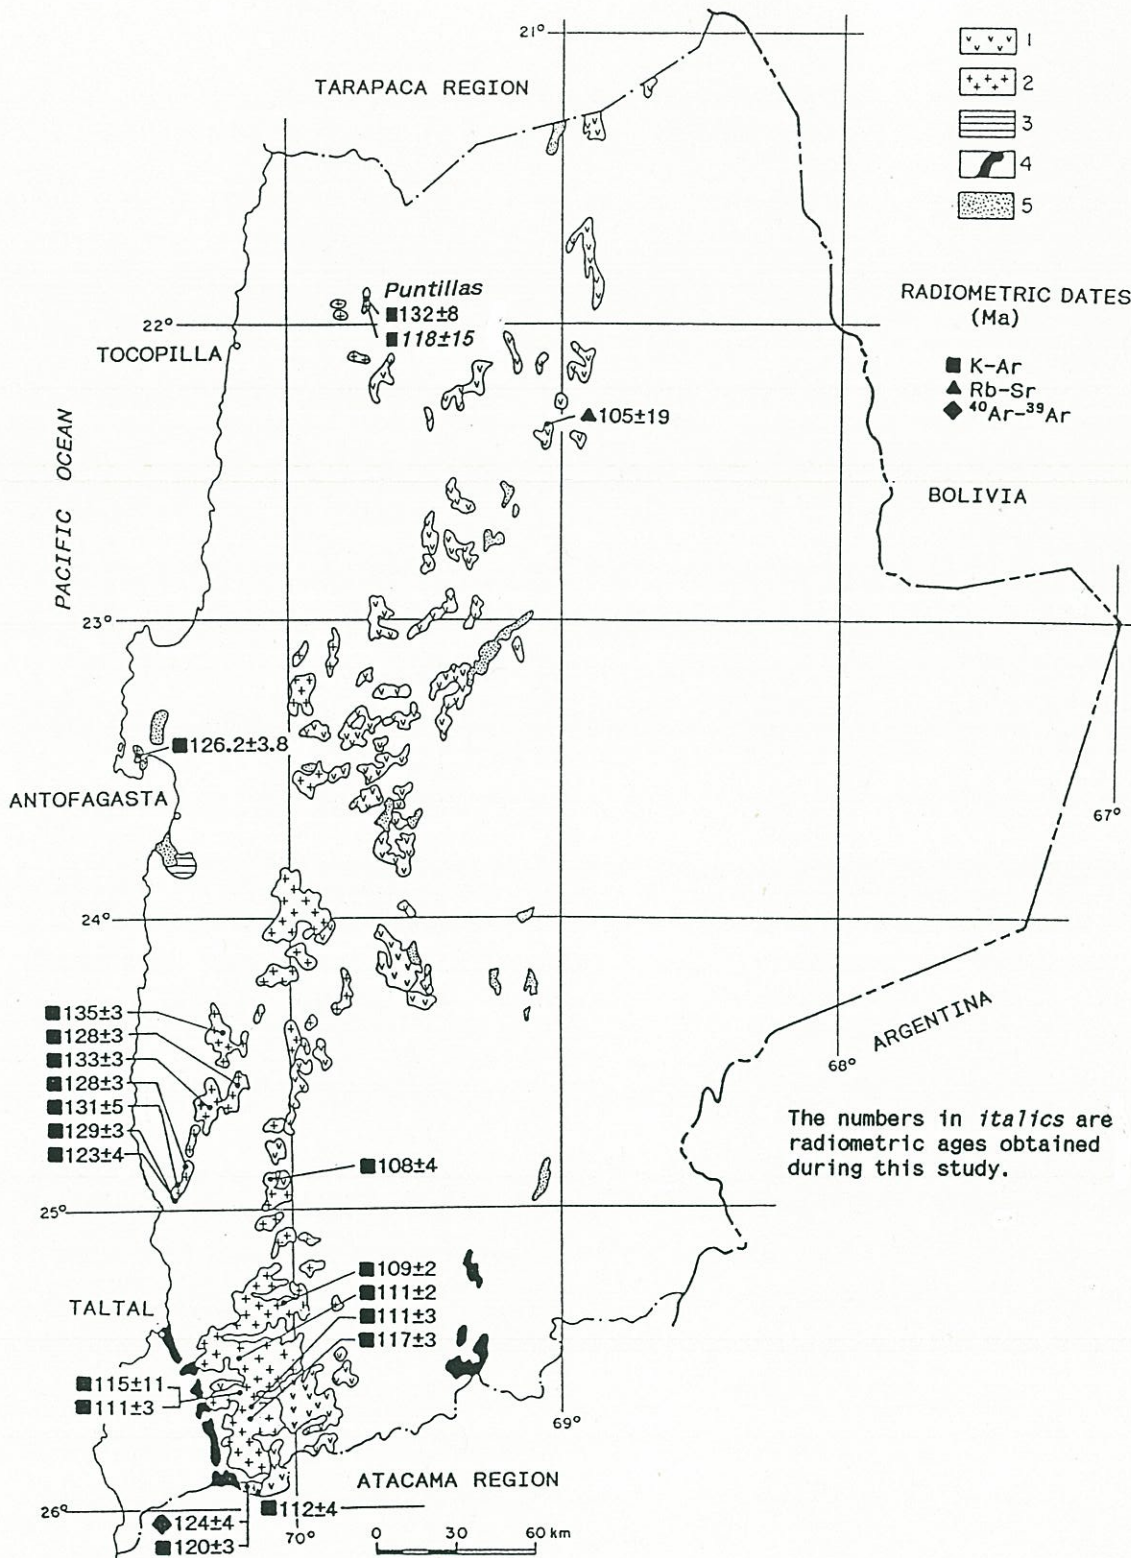 21°
TARAPACA REGION
1
2
3
4
5
Puntillas
■132±8
■118±15
22°
TOCOPILLA
RADIOMETRIC DATES
(Ma)
■ K-Ar
▲ Rb-Sr
◆ ⁴⁰Ar-³⁹Ar
▲105±19
PACIFIC OCEAN
BOLIVIA
23°
■126.2±3.8
ANTOFAGASTA
67°
24°
■135±3
■128±3
■133±3
■128±3
■131±5
■129±3
■123±4
ARGENTINA
68°
The numbers in italics are
radiometric ages obtained
during this study.
■108±4
25°
■109±2
■111±2
■111±3
■117±3
TALTAL
■115±11
■111±3
69°
ATACAMA REGION
26°
■112±4
◆124±4
■120±3
70°
0 30 60 km